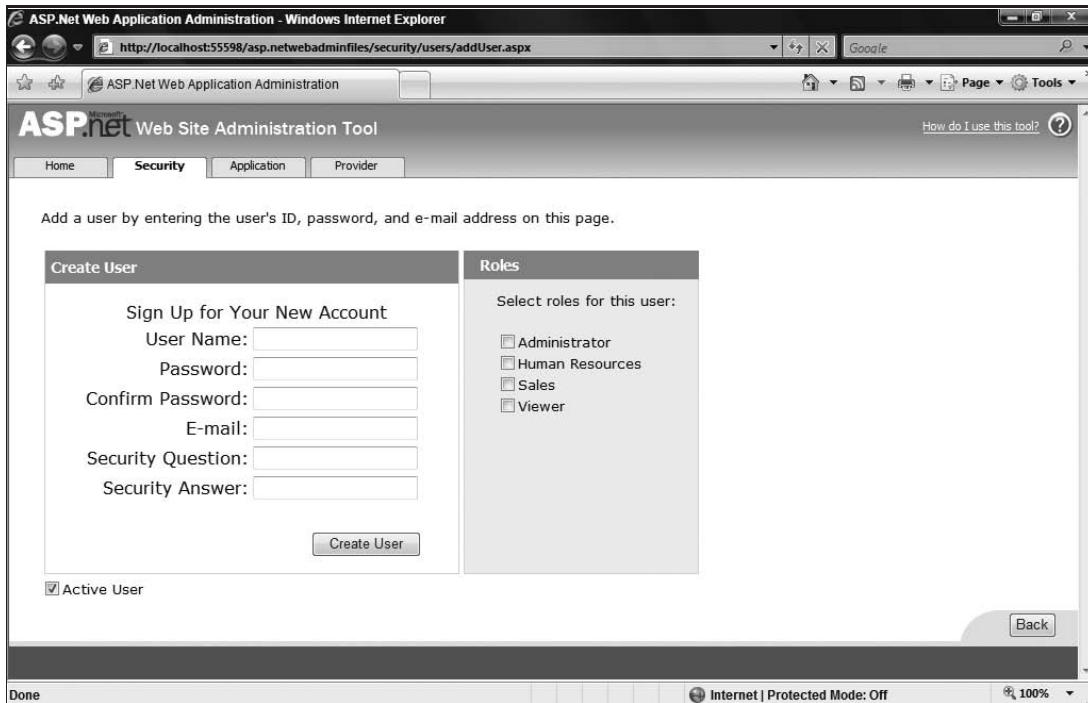 ASP.Net Web Application Administration - Windows Internet Explorer
http://localhost:55598/asp.netwebadminfiles/security/users/addUser.aspx
Google
ASP.Net Web Application Administration
Page
Tools
Microsoft
ASP.net Web Site Administration Tool
How do I use this tool? ?
Home
Security
Application
Provider
Add a user by entering the user's ID, password, and e-mail address on this page.
Create User
Sign Up for Your New Account
User Name:
Password:
Confirm Password:
E-mail:
Security Question:
Security Answer:
Create User
Roles
Select roles for this user:
Administrator
Human Resources
Sales
Viewer
Active User
Back
Done
Internet | Protected Mode: Off
100%